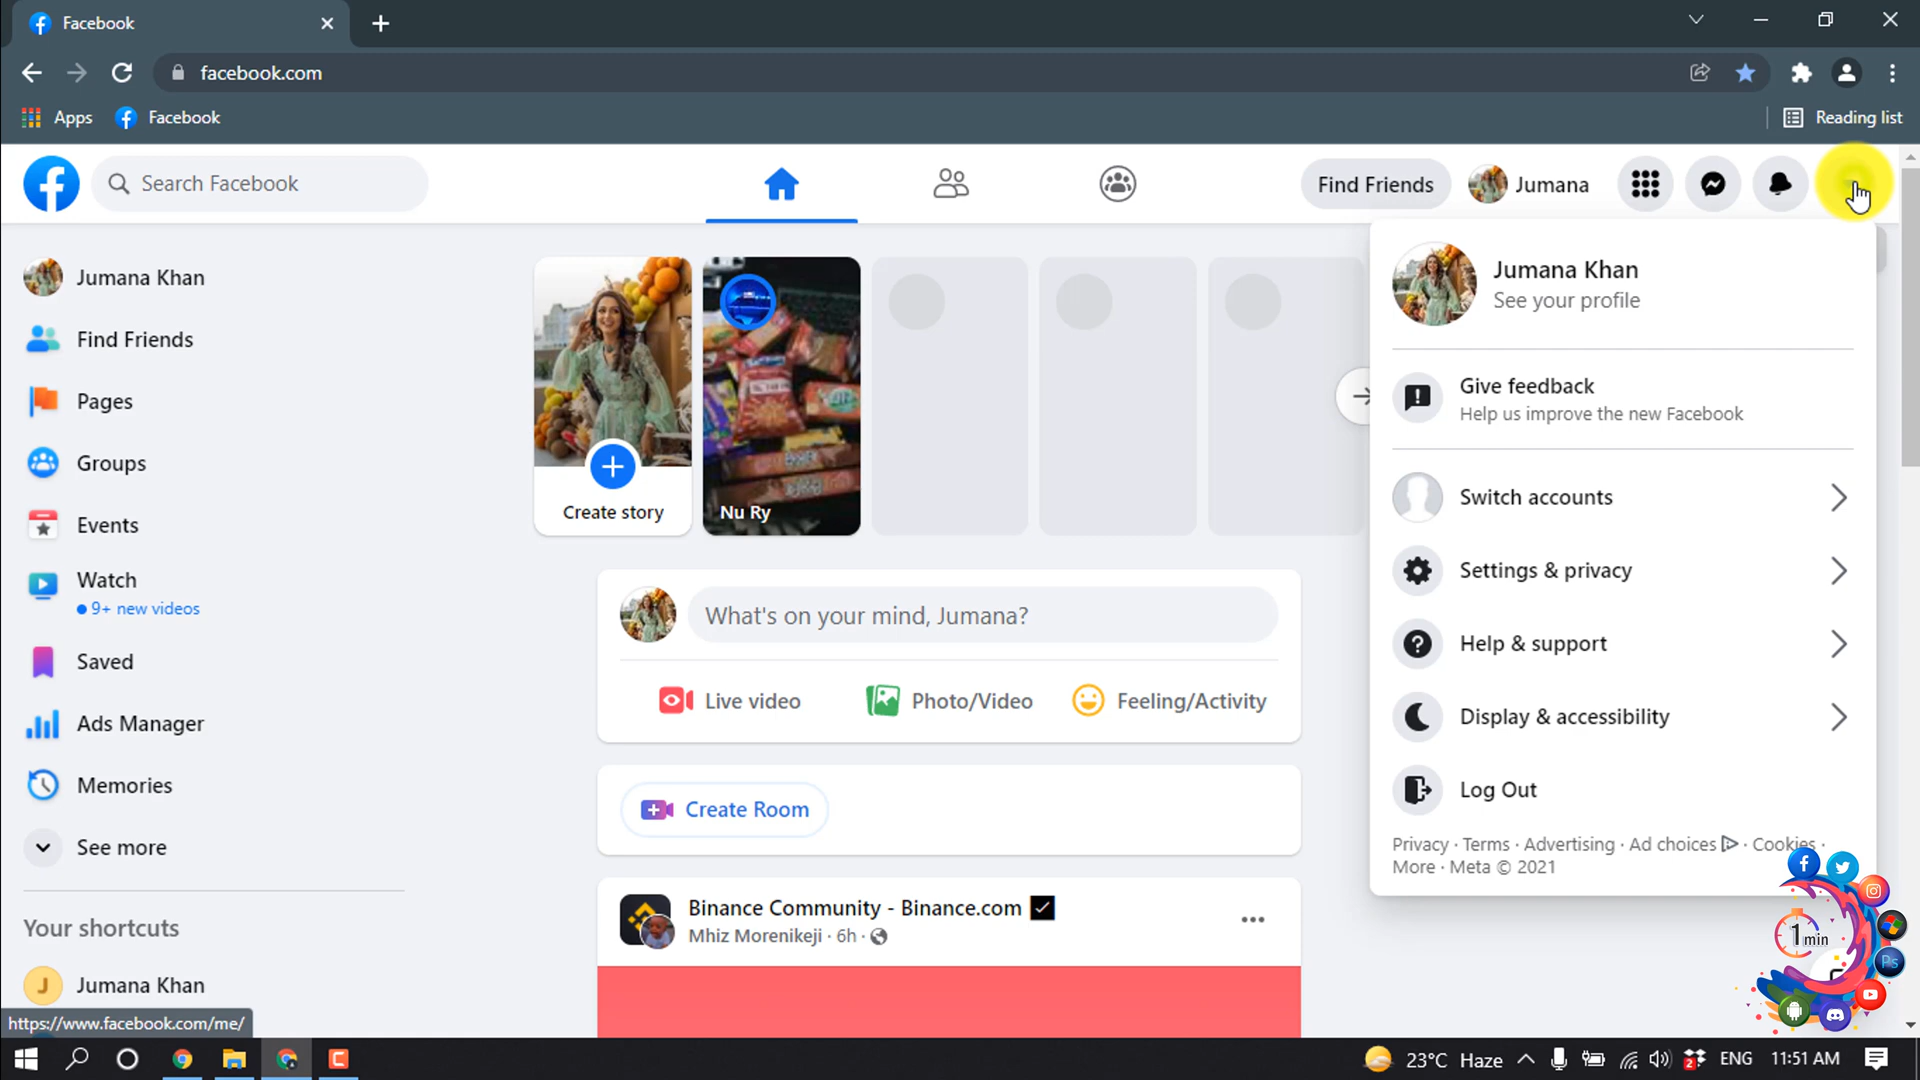 Facebook
facebook.com
Apps
Facebook
Reading list
Search Facebook
Find Friends
Jumana
Jumana Khan
Find Friends
Pages
Groups
Events
Watch
9+ new videos
Saved
Ads Manager
Memories
See more
Your shortcuts
J
Jumana Khan
https://www.facebook.com/me/
Create story
Nu Ry
What's on your mind, Jumana?
Live video
Photo/Video
Feeling/Activity
Create Room
Binance Community - Binance.com
Mhiz Morenikeji · 6h ·
Jumana Khan
See your profile
Give feedback
Help us improve the new Facebook
Switch accounts
Settings & privacy
Help & support
Display & accessibility
Log Out
Privacy · Terms · Advertising · Ad choices · Cookies ·
More · Meta © 2021
1 min
Ps
23°C Haze
2
ENG
11:51 AM